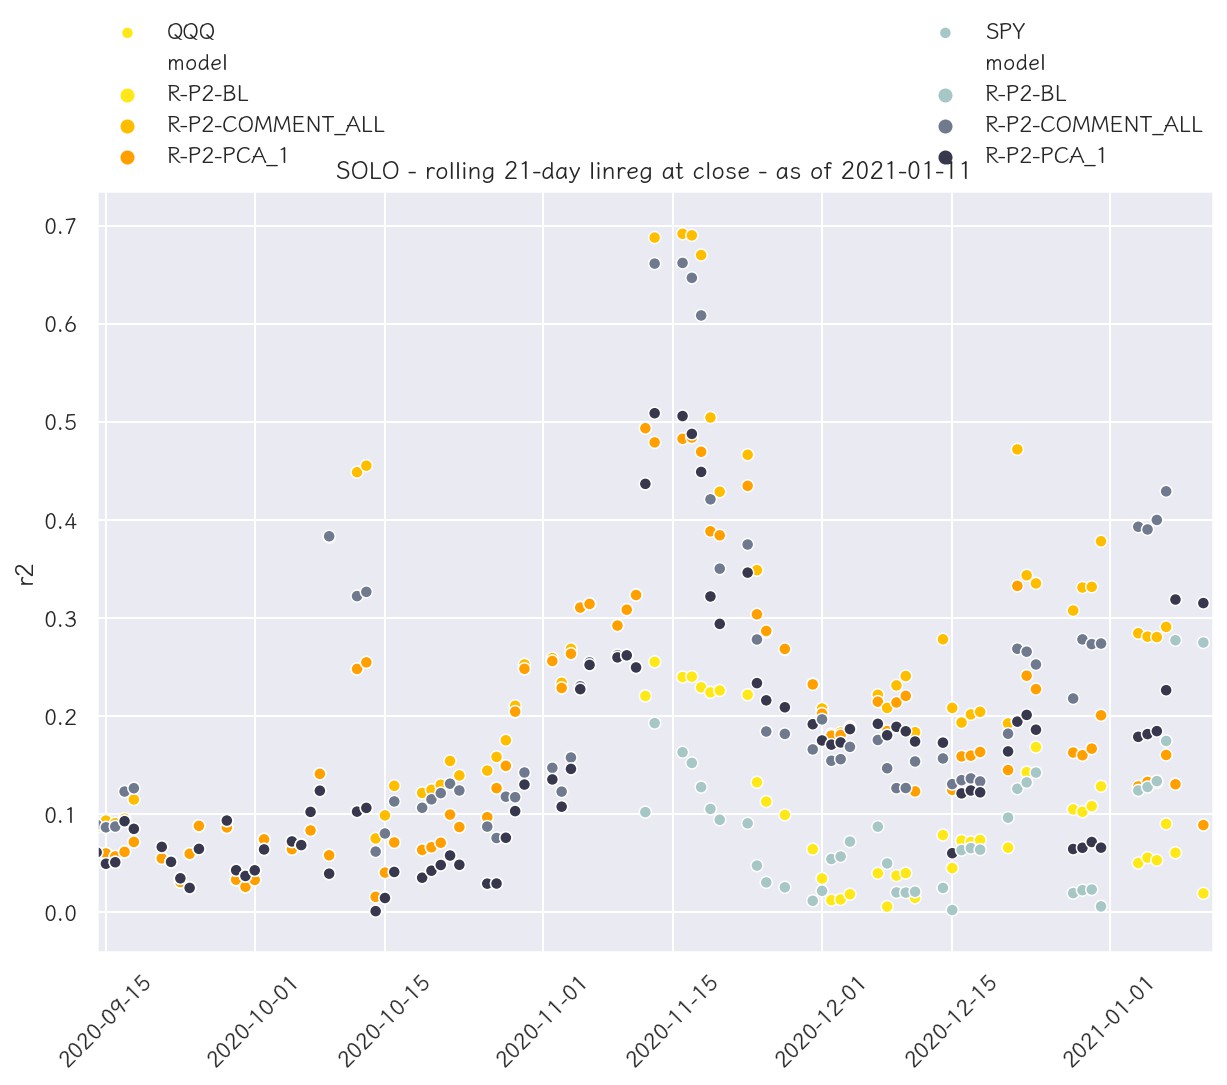 QQQ
model
R-P2-BL
R-P2-COMMENT_ALL
R-P2-PCA_1
SPY
model
R-P2-BL
R-P2-COMMENT_ALL
R-P2-PCA_1
SOLO - rolling 21-day linreg at close - as of 2021-01-11
r2
0.7
0.6
0.5
0.4
0.3
0.2
0.1
0.0
2020-09-15
2020-10-01
2020-10-15
2020-11-01
2020-11-15
2020-12-01
2020-12-15
2021-01-01